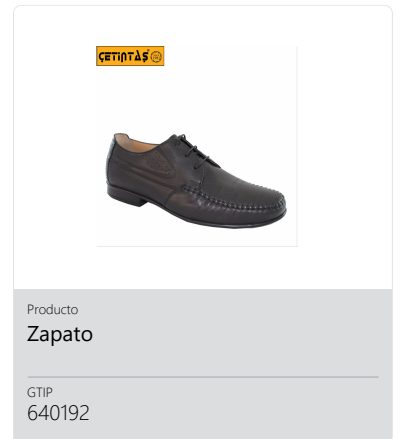 ÇETİNTAŞ
Producto
Zapato
GTIP
640192